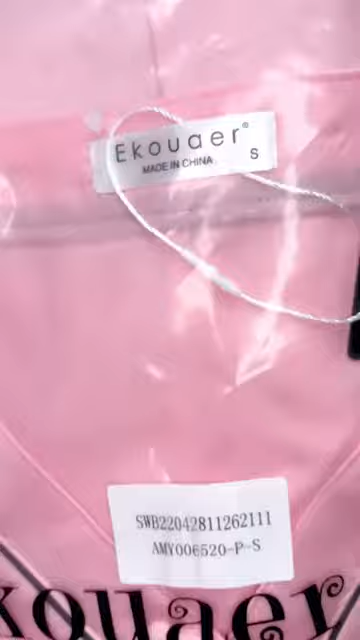 Ekouaer®
MADE IN CHINA
S
SWB22042811262111
AMY006520-P-S
kouaer